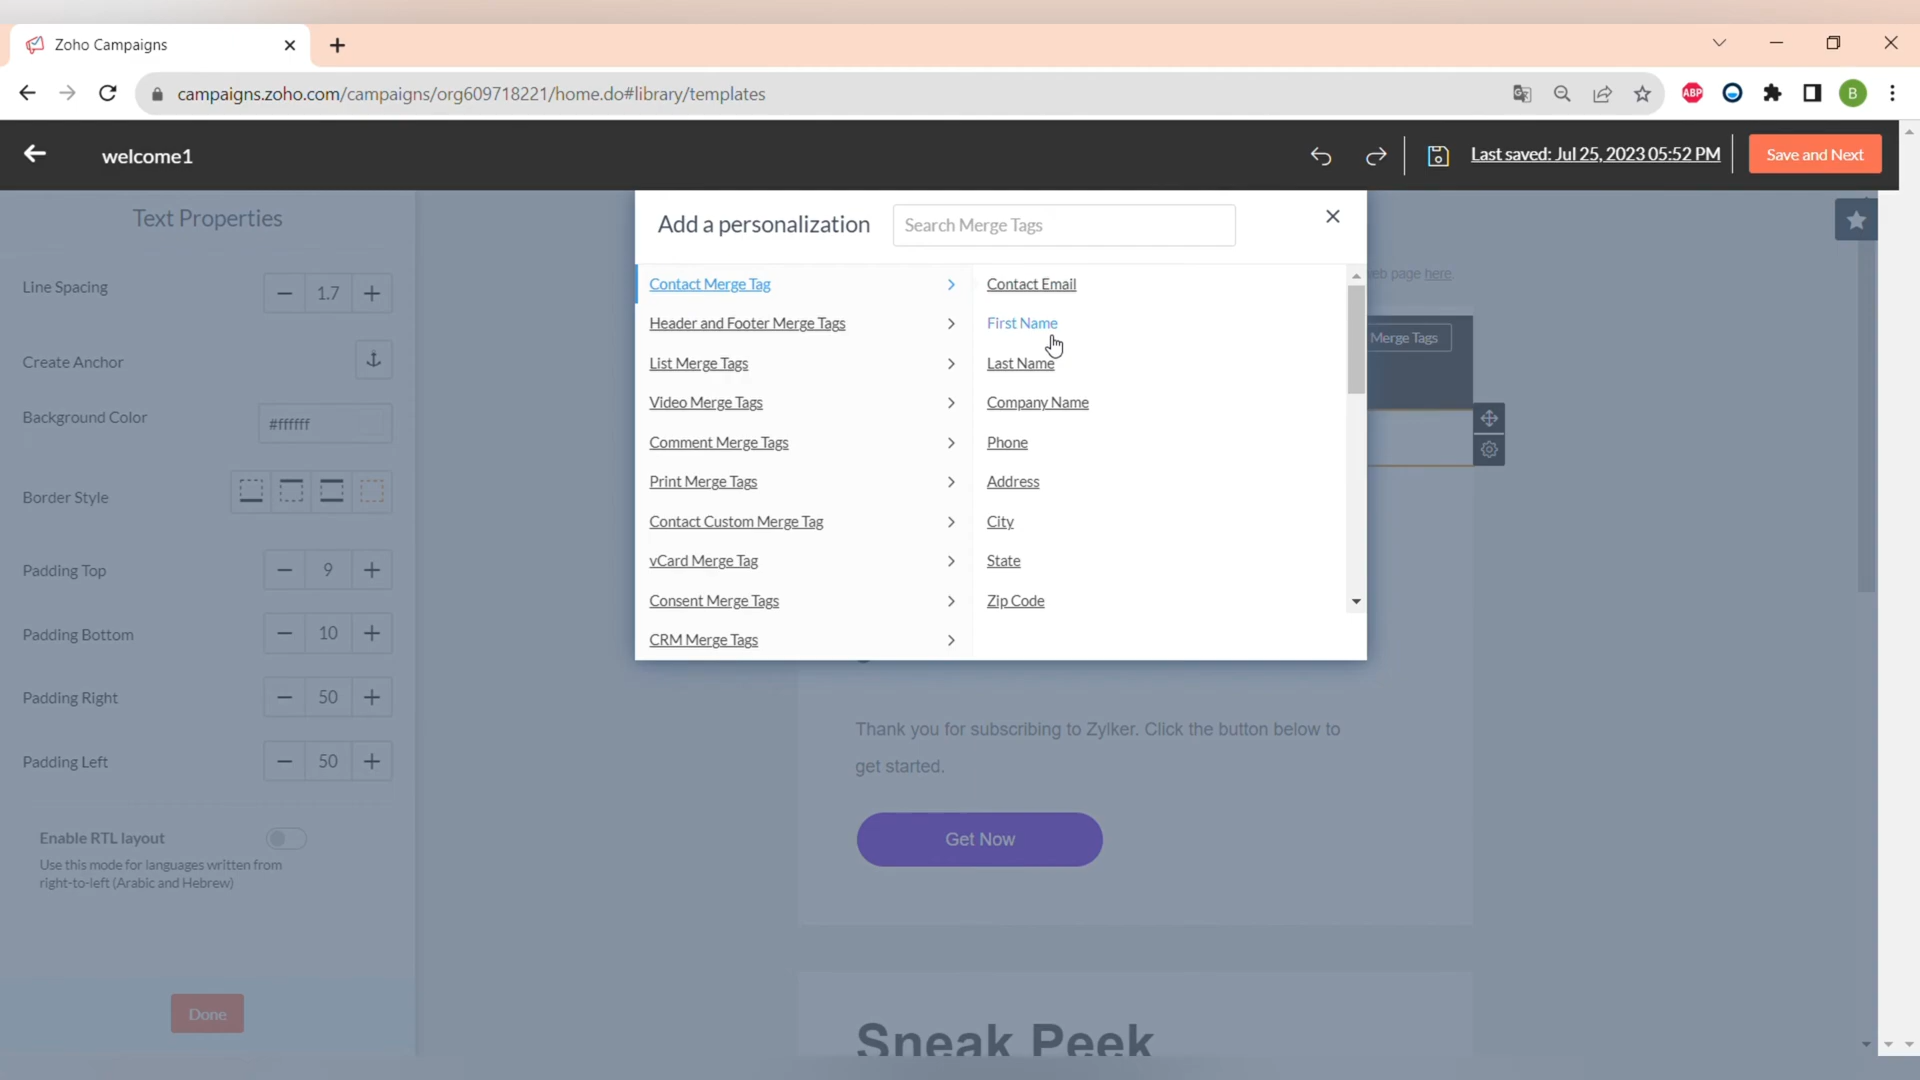 Zoho Campaigns
campaigns.zoho.com/campaigns/org609718221/home.do#library/templates
ABP
B
welcome1
Last saved: Jul 25, 2023 05:52 PM
Save and Next
Text Properties
Line Spacing
1.7
Create Anchor
Background Color
#ffffff
Border Style
Padding Top
9
Padding Bottom
10
Padding Right
50
Padding Left
50
Enable RTL layout
Use this mode for languages written from
right-to-left (Arabic and Hebrew)
Done
Add a personalization
Search Merge Tags
Contact Merge Tag
Header and Footer Merge Tags
List Merge Tags
Video Merge Tags
Comment Merge Tags
Print Merge Tags
Contact Custom Merge Tag
vCard Merge Tag
Consent Merge Tags
CRM Merge Tags
Contact Email
First Name
Last Name
Company Name
Phone
Address
City
State
Zip Code
page here.
Merge Tags
Thank you for subscribing to Zylker. Click the button below to
get started.
Get Now
Sneak Peek